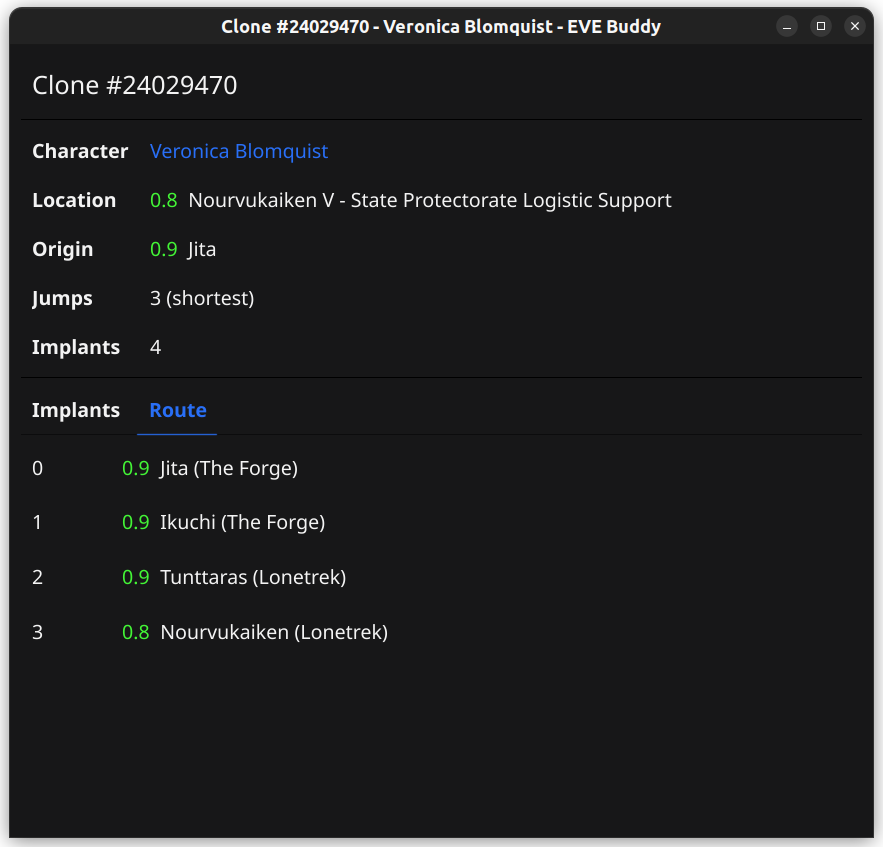 Clone #24029470 - Veronica Blomquist - EVE Buddy
Clone #24029470
Character Veronica Blomquist
Location 0.8 Nourvukaiken V - State Protectorate Logistic Support
Origin 0.9 Jita
Jumps 3 (shortest)
Implants 4
Implants Route
0 0.9 Jita (The Forge)
1 0.9 Ikuchi (The Forge)
2 0.9 Tunttaras (Lonetrek)
3 0.8 Nourvukaiken (Lonetrek)